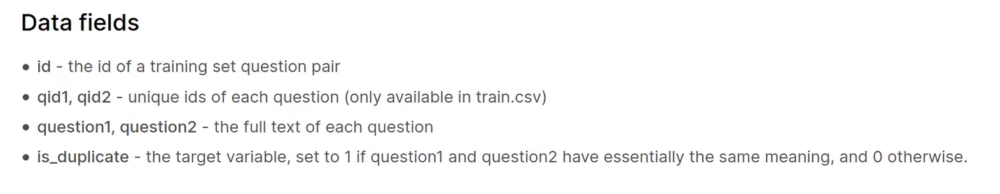 Data fields
• id - the id of a training set question pair
• qid1, qid2 - unique ids of each question (only available in train.csv)
• question1, question2 - the full text of each question
• is_duplicate - the target variable, set to 1 if question1 and question2 have essentially the same meaning, and 0 otherwise.